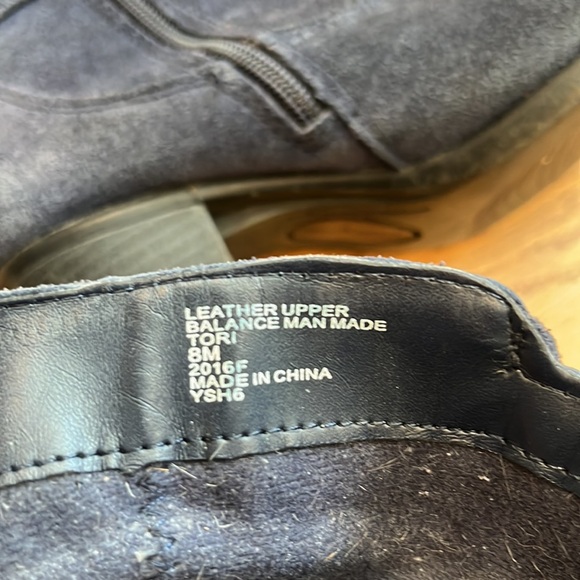 LEATHER UPPER
BALANCE MAN MADE
TORI
8M
2016F
MADE IN CHINA
YSH6